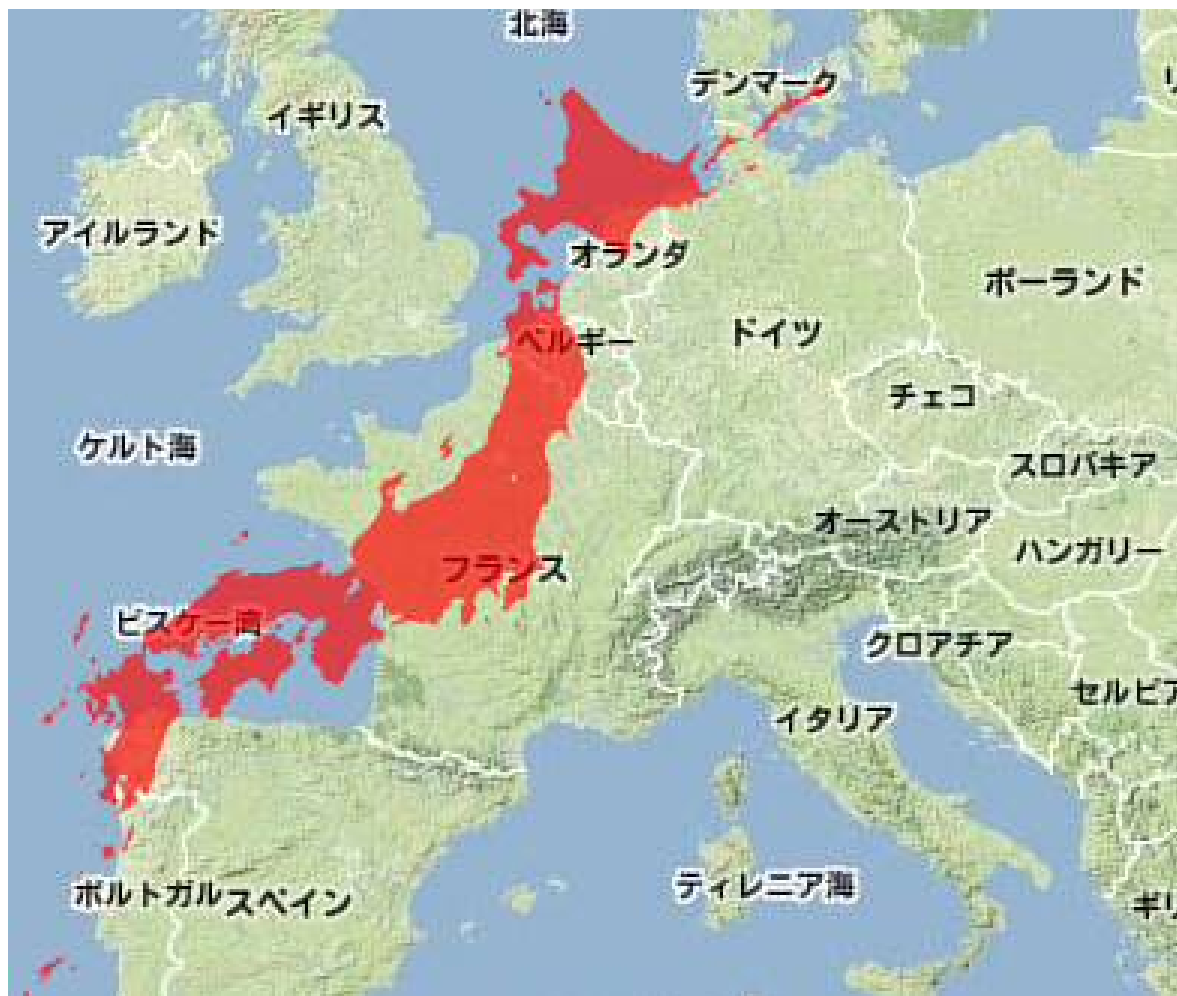 北海
デンマーク
イギリス
アイルランド
オランダ
ポーランド
ドイツ
ベルギー
チェコ
ケルト海
スロバキア
オーストリア
ハンガリー
フランス
ビスケー湾
クロアチア
セルビア
イタリア
ティレニア海
ポルトガル
スペイン
ギリ